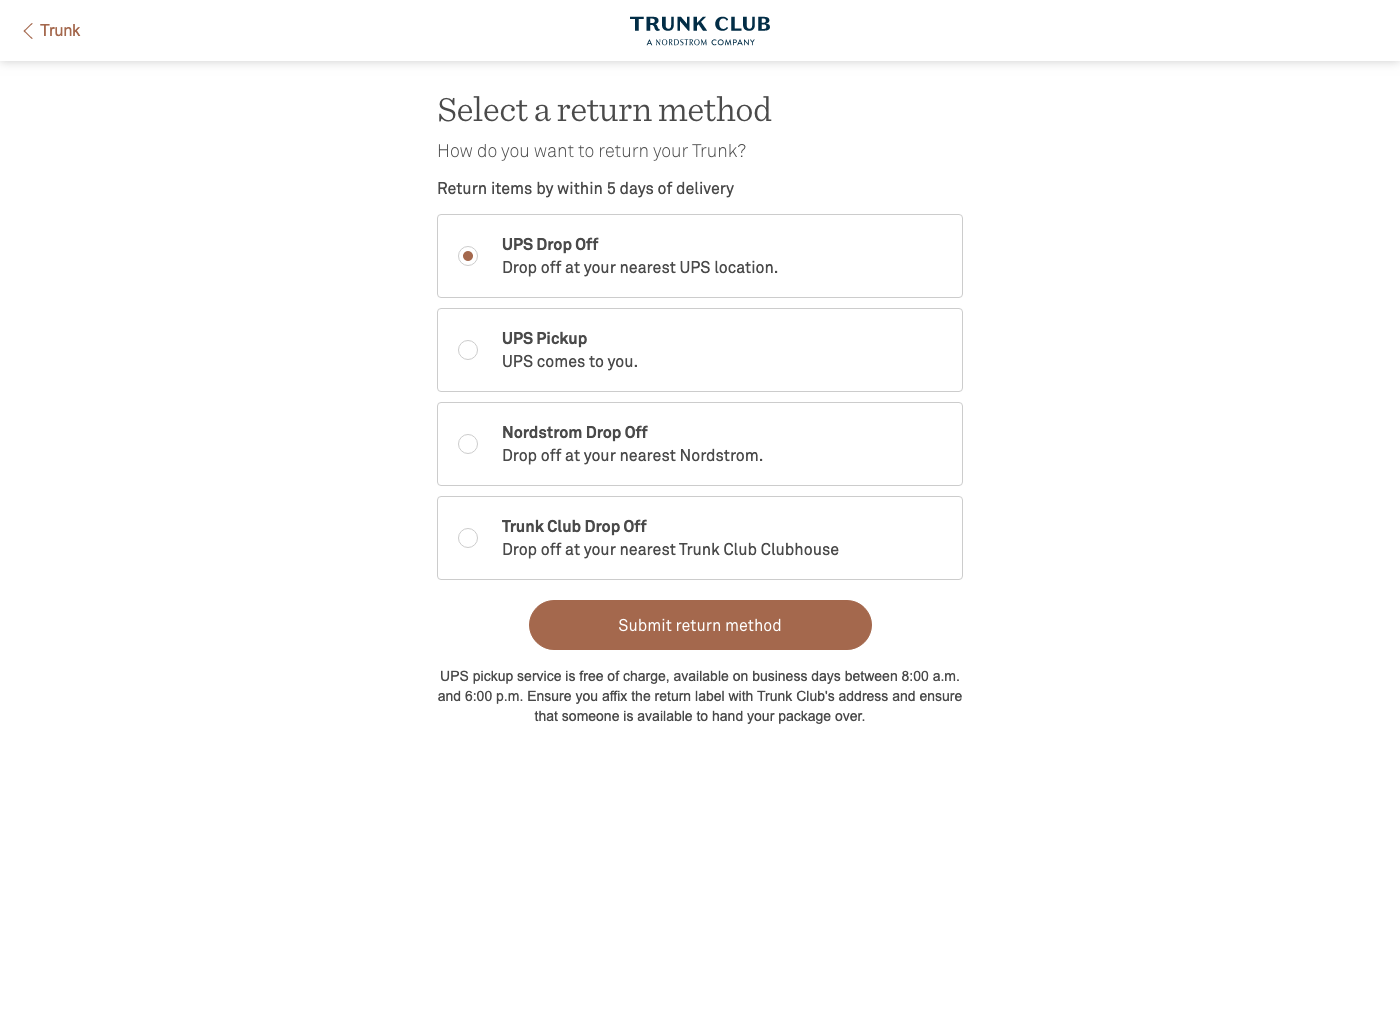 Trunk
TRUNK CLUB
A NORDSTROM COMPANY
Select a return method
How do you want to return your Trunk?
Return items by within 5 days of delivery
UPS Drop Off
Drop off at your nearest UPS location.
UPS Pickup
UPS comes to you.
Nordstrom Drop Off
Drop off at your nearest Nordstrom.
Trunk Club Drop Off
Drop off at your nearest Trunk Club Clubhouse
Submit return method
UPS pickup service is free of charge, available on business days between 8:00 a.m.
and 6:00 p.m. Ensure you affix the return label with Trunk Club's address and ensure
that someone is available to hand your package over.